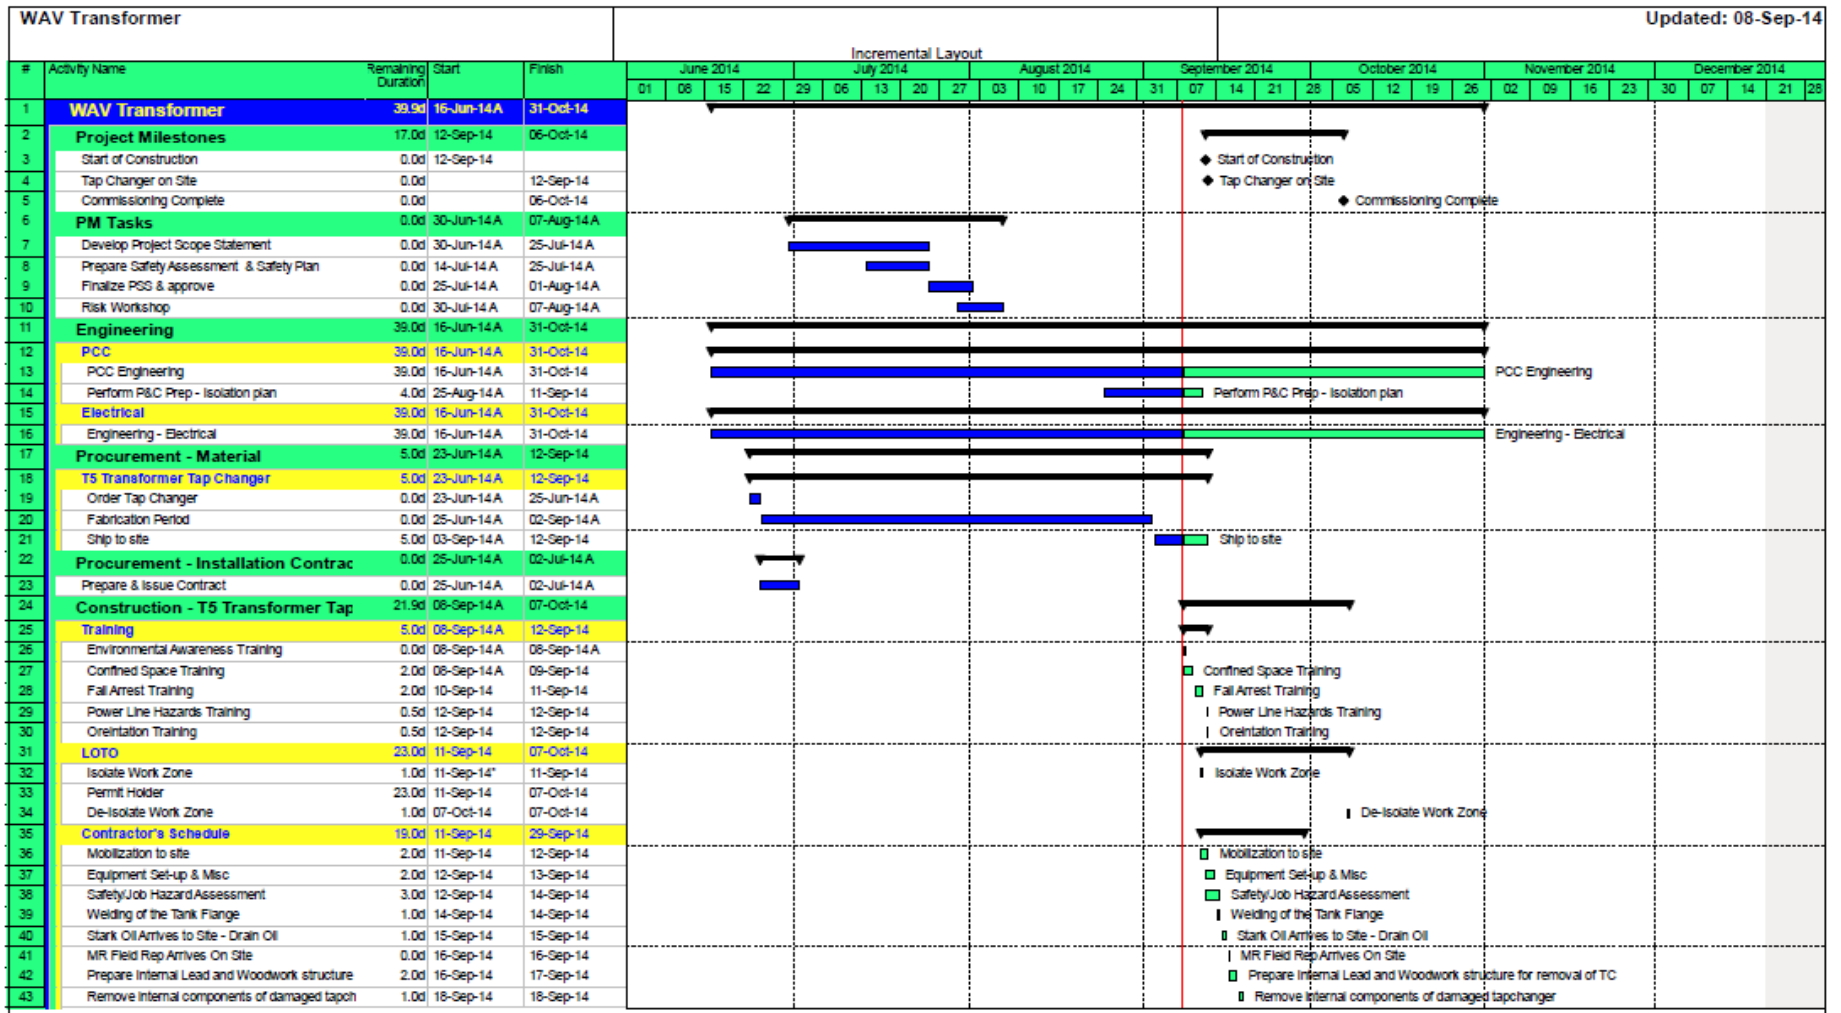 WAV Transformer Updated: 08-Sep-14
Incremental Layout
# Activity Name Remaining Duration Start Finish June 2014 July 2014 August 2014 September 2014 October 2014 November 2014 December 2014
01 08 15 22 29 06 13 20 27 03 10 17 24 31 07 14 21 28 05 12 19 26 02 09 16 23 30 07 14 21 28
1 WAV Transformer 39.9d 16-Jun-14 A 31-Oct-14
2 Project Milestones 17.0d 12-Sep-14 06-Oct-14
3 Start of Construction 0.0d 12-Sep-14 Start of Construction
4 Tap Changer on Site 0.0d 12-Sep-14 Tap Changer on Site
5 Commissioning Complete 0.0d 06-Oct-14 Commissioning Complete
6 PM Tasks 0.0d 30-Jun-14 A 07-Aug-14 A
7 Develop Project Scope Statement 0.0d 30-Jun-14 A 25-Jul-14 A
8 Prepare Safety Assessment & Safety Plan 0.0d 14-Jul-14 A 25-Jul-14 A
9 Finalize PSS & approve 0.0d 25-Jul-14 A 01-Aug-14 A
10 Risk Workshop 0.0d 30-Jul-14 A 07-Aug-14 A
11 Engineering 39.0d 16-Jun-14 A 31-Oct-14
12 PCC 39.0d 16-Jun-14 A 31-Oct-14
13 PCC Engineering 39.0d 16-Jun-14 A 31-Oct-14 PCC Engineering
14 Perform P&C Prep - Isolation plan 4.0d 25-Aug-14 A 11-Sep-14 Perform P&C Prep - Isolation plan
15 Electrical 39.0d 16-Jun-14 A 31-Oct-14
16 Engineering - Electrical 39.0d 16-Jun-14 A 31-Oct-14 Engineering - Electrical
17 Procurement - Material 5.0d 23-Jun-14 A 12-Sep-14
18 T5 Transformer Tap Changer 5.0d 23-Jun-14 A 12-Sep-14
19 Order Tap Changer 0.0d 23-Jun-14 A 25-Jun-14 A
20 Fabrication Period 0.0d 25-Jun-14 A 02-Sep-14 A
21 Ship to site 5.0d 03-Sep-14 A 12-Sep-14 Ship to site
22 Procurement - Installation Contrac 0.0d 25-Jun-14 A 02-Jul-14 A
23 Prepare & Issue Contract 0.0d 25-Jun-14 A 02-Jul-14 A
24 Construction - T5 Transformer Tap 21.9d 08-Sep-14 A 07-Oct-14
25 Training 5.0d 08-Sep-14 A 12-Sep-14
26 Environmental Awareness Training 0.0d 08-Sep-14 A 08-Sep-14 A
27 Confined Space Training 2.0d 08-Sep-14 A 09-Sep-14 Confined Space Training
28 Fall Arrest Training 2.0d 10-Sep-14 11-Sep-14 Fall Arrest Training
29 Power Line Hazards Training 0.5d 12-Sep-14 12-Sep-14 Power Line Hazards Training
30 Oreintation Training 0.5d 12-Sep-14 12-Sep-14 Oreintation Training
31 LOTO 23.0d 11-Sep-14 07-Oct-14
32 Isolate Work Zone 1.0d 11-Sep-14* 11-Sep-14 Isolate Work Zone
33 Permit Holder 23.0d 11-Sep-14 07-Oct-14
34 De-Isolate Work Zone 1.0d 07-Oct-14 07-Oct-14 De-Isolate Work Zone
35 Contractor's Schedule 19.0d 11-Sep-14 29-Sep-14
36 Mobilization to site 2.0d 11-Sep-14 12-Sep-14 Mobilization to site
37 Equipment Set-up & Misc 2.0d 12-Sep-14 13-Sep-14 Equipment Set-up & Misc
38 Safety/Job Hazard Assessment 3.0d 12-Sep-14 14-Sep-14 Safety/Job Hazard Assessment
39 Welding of the Tank Flange 1.0d 14-Sep-14 14-Sep-14 Welding of the Tank Flange
40 Stark Oil Arrives to Site - Drain Oil 1.0d 15-Sep-14 15-Sep-14 Stark Oil Arrives to Site - Drain Oil
41 MR Field Rep Arrives On Site 0.0d 16-Sep-14 16-Sep-14 MR Field Rep Arrives On Site
42 Prepare Internal Lead and Woodwork structure 2.0d 16-Sep-14 17-Sep-14 Prepare Internal Lead and Woodwork structure for removal of TC
43 Remove internal components of damaged tapch 1.0d 18-Sep-14 18-Sep-14 Remove internal components of damaged tapchanger